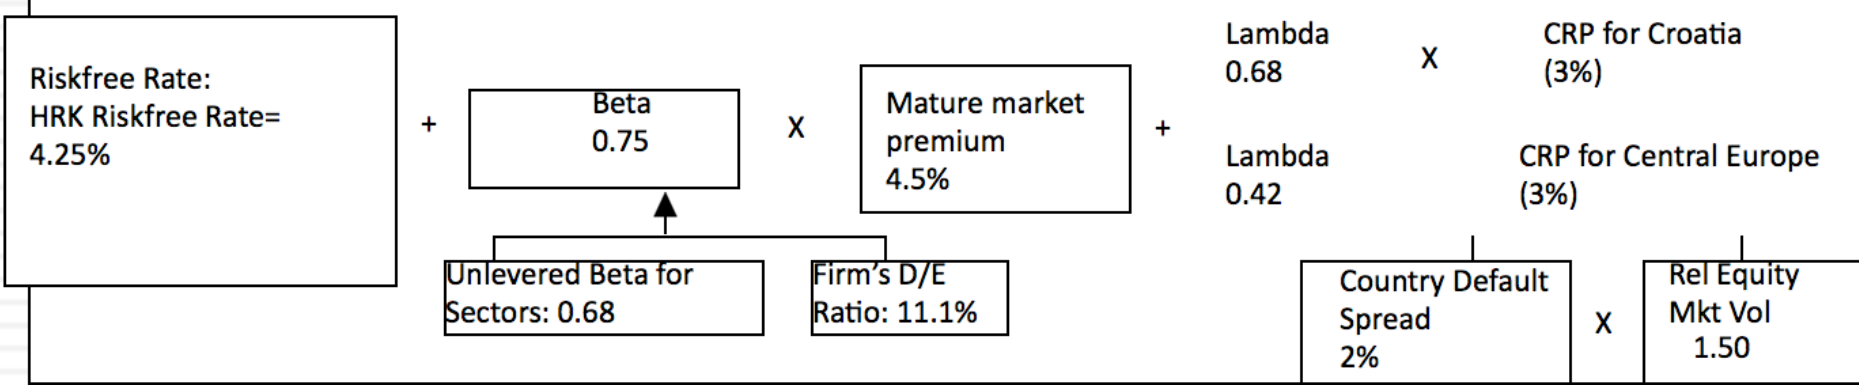 Riskfree Rate:
HRK Riskfree Rate=
4.25%
+
Beta
0.75
X
Mature market
premium
4.5%
+
Lambda
0.68
X
CRP for Croatia
(3%)
Lambda
0.42
CRP for Central Europe
(3%)
Unlevered Beta for
Sectors: 0.68
Firm's D/E
Ratio: 11.1%
Country Default
Spread
2%
X
Rel Equity
Mkt Vol
1.50